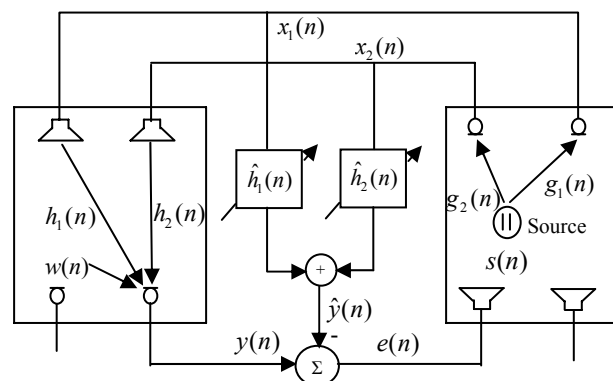 x₁(n)
x₂(n)
ĥ₁(n)
ĥ₂(n)
h₁(n)
h₂(n)
g₂(n)
g₁(n)
Source
s(n)
w(n)
+
ŷ(n)
-
y(n)
Σ
e(n)